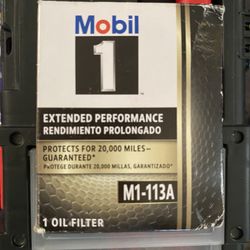 Mobil
1
EXTENDED PERFORMANCE
RENDIMIENTO PROLONGADO
PROTECTS FOR 20,000 MILES–
GUARANTEED*
PROTEGE DURANTE 20,000 MILLAS, GARANTIZADO*
M1-113A
1 OIL FILTER